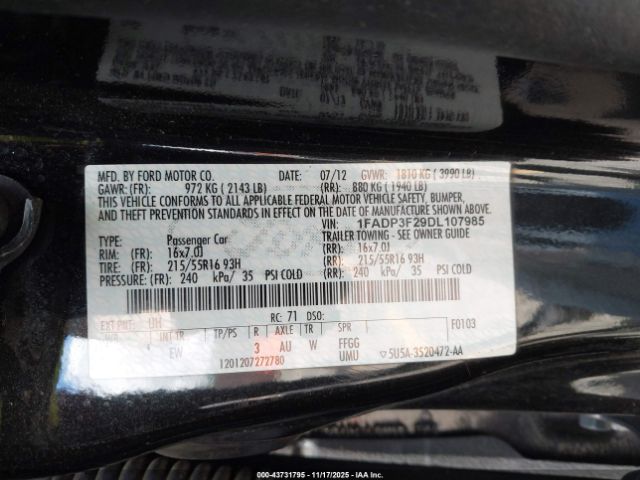 MFD. BY FORD MOTOR CO. DATE: 07/12 GVWR: 1810 KG ( 3990 LB)
GAWR: (FR): 972 KG ( 2143 LB) (RR): 880 KG ( 1940 LB)
THIS VEHICLE CONFORMS TO ALL APPLICABLE FEDERAL MOTOR VEHICLE SAFETY, BUMPER,
AND THEFT PREVENTION STANDARDS IN EFFECT ON THE DATE OF MANUFACTURE SHOWN ABOVE.
VIN: 1FADP3F29DL107985
TYPE: Passenger Car TRAILER TOWING - SEE OWNER GUIDE
RIM: (FR): 16x7.0J (RR): 16x7.0J
TIRE: (FR): 215/55R16 93H (RR): 215/55R16 93H
PRESSURE: (FR): 240 kPa/ 35 PSI COLD (RR): 240 kPa/ 35 PSI COLD
RC: 71 DSO: F0103
EXT PNT: UH
INT TR TP/PS R AXLE TR SPR
EW 3 AU W FFGG
1201207272780 UMU 5U5A-3520472-AA
000-43731795 - 11/17/2025 - IAA, Inc.